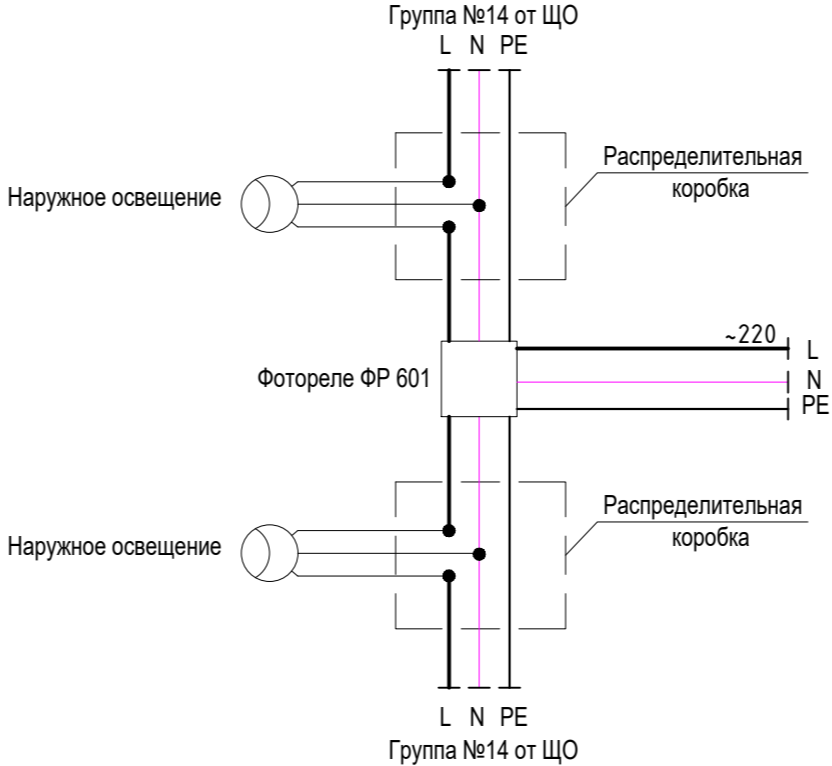 Группа №14 от ЩО
L N PE
Распределительная
коробка
Наружное освещение
~220
L
Фотореле ФР 601
N
PE
Распределительная
коробка
Наружное освещение
L N PE
Группа №14 от ЩО